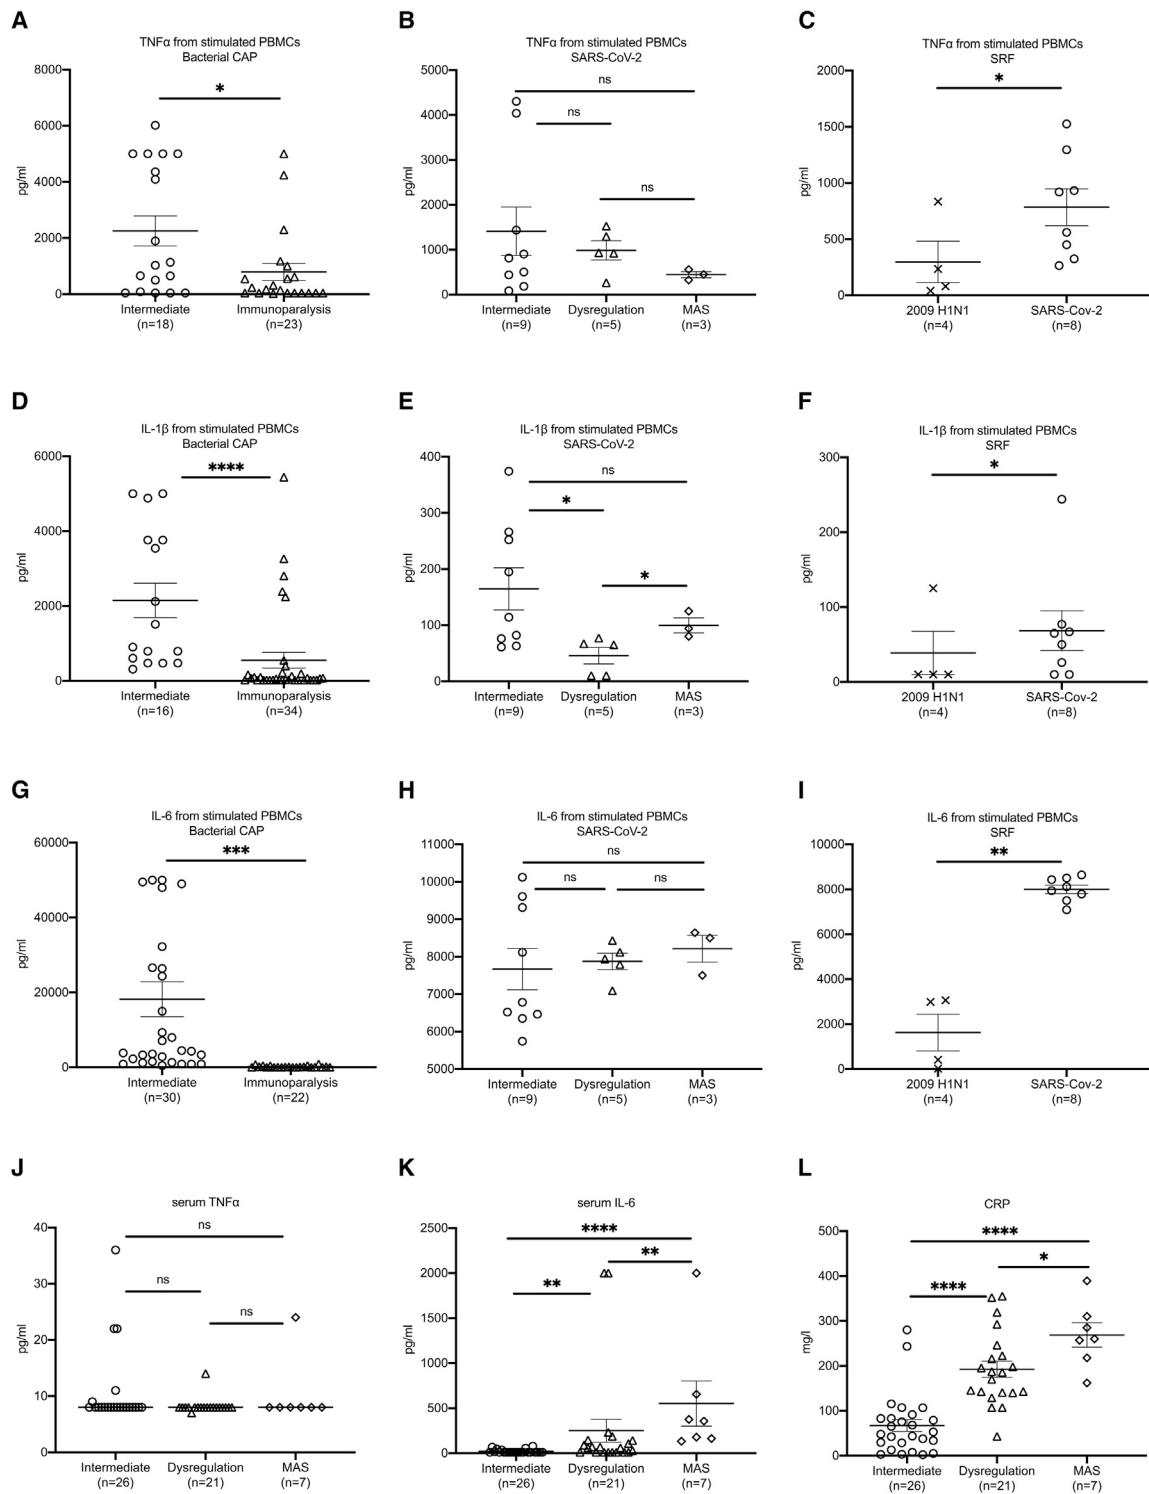 A
TNFα from stimulated PBMCs
Bacterial CAP
8000
6000
4000
2000
0
pg/ml
*
Intermediate
(n=18)
Immunoparalysis
(n=23)
B
TNFα from stimulated PBMCs
SARS-CoV-2
5000
4000
3000
2000
1000
0
pg/ml
ns
ns
ns
Intermediate
(n=9)
Dysregulation
(n=5)
MAS
(n=3)
C
TNFα from stimulated PBMCs
SRF
2000
1500
1000
500
0
pg/ml
*
2009 H1N1
(n=4)
SARS-Cov-2
(n=8)
D
IL-1β from stimulated PBMCs
Bacterial CAP
6000
4000
2000
0
pg/ml
****
Intermediate
(n=16)
Immunoparalysis
(n=34)
E
IL-1β from stimulated PBMCs
SARS-CoV-2
400
300
200
100
0
pg/ml
ns
*
*
Intermediate
(n=9)
Dysregulation
(n=5)
MAS
(n=3)
F
IL-1β from stimulated PBMCs
SRF
300
200
100
0
pg/ml
*
2009 H1N1
(n=4)
SARS-Cov-2
(n=8)
G
IL-6 from stimulated PBMCs
Bacterial CAP
60000
40000
20000
0
pg/ml
***
Intermediate
(n=30)
Immunoparalysis
(n=22)
H
IL-6 from stimulated PBMCs
SARS-CoV-2
11000
10000
9000
8000
7000
6000
5000
pg/ml
ns
ns
ns
Intermediate
(n=9)
Dysregulation
(n=5)
MAS
(n=3)
I
IL-6 from stimulated PBMCs
SRF
10000
8000
6000
4000
2000
0
pg/ml
**
2009 H1N1
(n=4)
SARS-Cov-2
(n=8)
J
serum TNFα
40
30
20
10
0
pg/ml
ns
ns
ns
Intermediate
(n=26)
Dysregulation
(n=21)
MAS
(n=7)
K
serum IL-6
2500
2000
1500
1000
500
0
pg/ml
****
**
**
Intermediate
(n=26)
Dysregulation
(n=21)
MAS
(n=7)
L
CRP
500
400
300
200
100
0
mg/l
****
*
****
Intermediate
(n=26)
Dysregulation
(n=21)
MAS
(n=7)